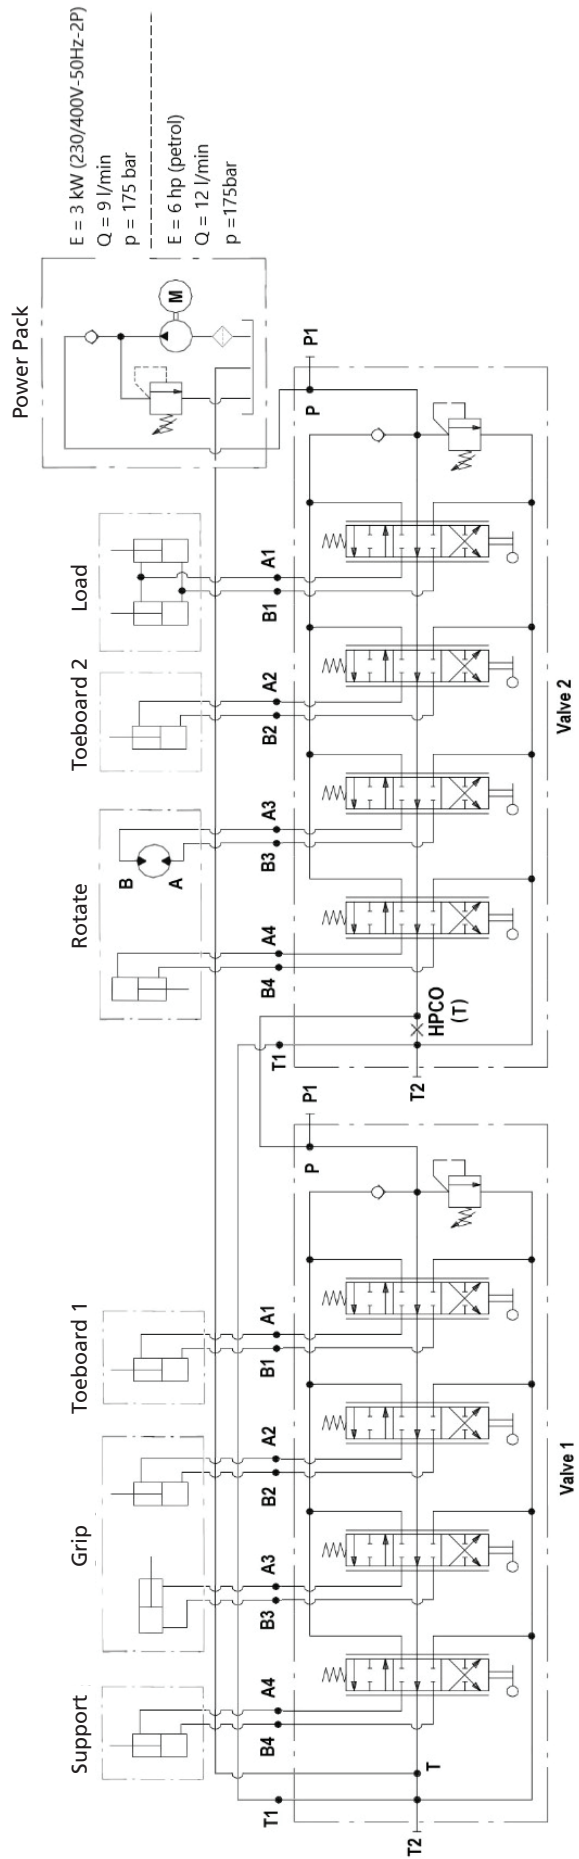 Power Pack
E = 3 kW (230/400V-50Hz-2P)
Q = 9 l/min
p = 175 bar
E = 6 hp (petrol)
Q = 12 l/min
p =175bar
M
Support
Grip
Toeboard 1
Rotate
Toeboard 2
Load
B
A
T1
B4
A4
B3
A3
B2
A2
B1
A1
P
P1
T1
B4
A4
B3
A3
B2
A2
B1
A1
P
P1
T2
T
T2
HPCO
(T)
Valve 1
Valve 2